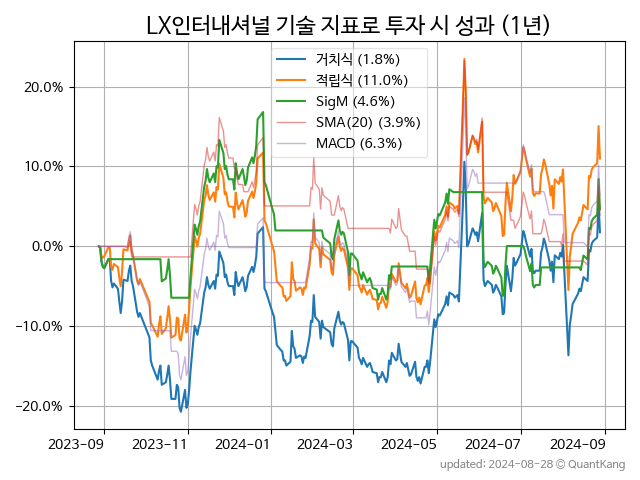 LX인터내셔널 기술 지표로 투자 시 성과 (1년)
거치식 (1.8%)
적립식 (11.0%)
SigM (4.6%)
SMA(20) (3.9%)
MACD (6.3%)
20.0%
10.0%
0.0%
-10.0%
-20.0%
2023-09 2023-11 2024-01 2024-03 2024-05 2024-07 2024-09
updated: 2024-08-28 © QuantKang